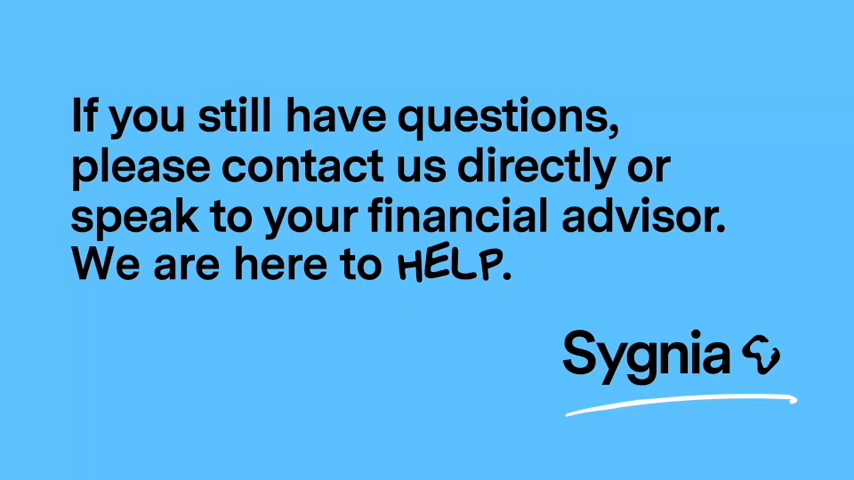 If you still have questions,
please contact us directly or
speak to your financial advisor.
We are here to HELP.
Sygnia